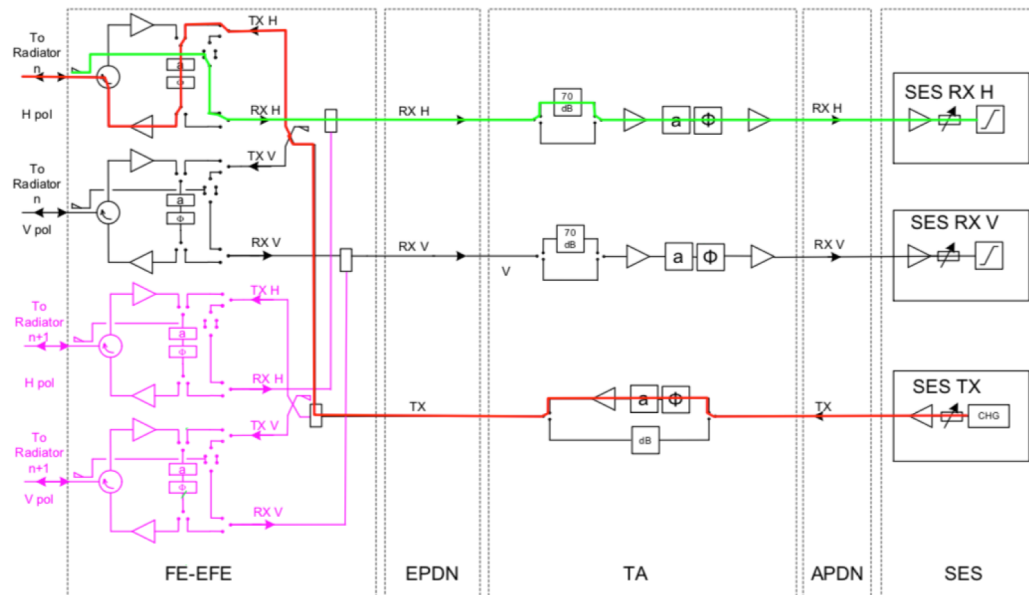 To
Radiator
n
H pol
TX H
a
Φ
RX H
RX H
70
dB
a Φ
RX H
SES RX H
To
Radiator
n
V pol
TX V
a
Φ
RX V
RX V
V
70
dB
a Φ
RX V
SES RX V
To
Radiator
n+1
H pol
TX H
a
Φ
RX H
To
Radiator
n+1
V pol
TX V
a
Φ
RX V
TX
a Φ
dB
TX
SES TX
CHG
FE-EFE
EPDN
TA
APDN
SES